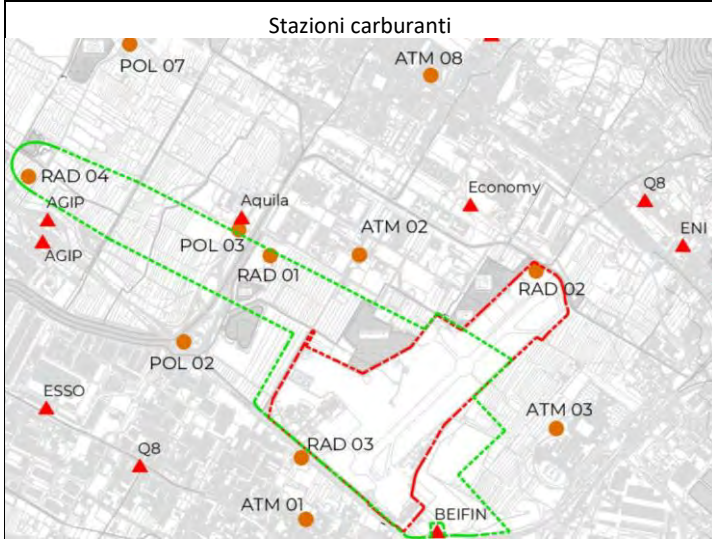 Stazioni carburanti
POL 07
ATM 08
RAD 04
AGIP
AGIP
Aquila
POL 03
RAD 01
ATM 02
Economy
Q8
ENI
RAD 02
POL 02
ESSO
Q8
RAD 03
ATM 01
ATM 03
BEIFIN